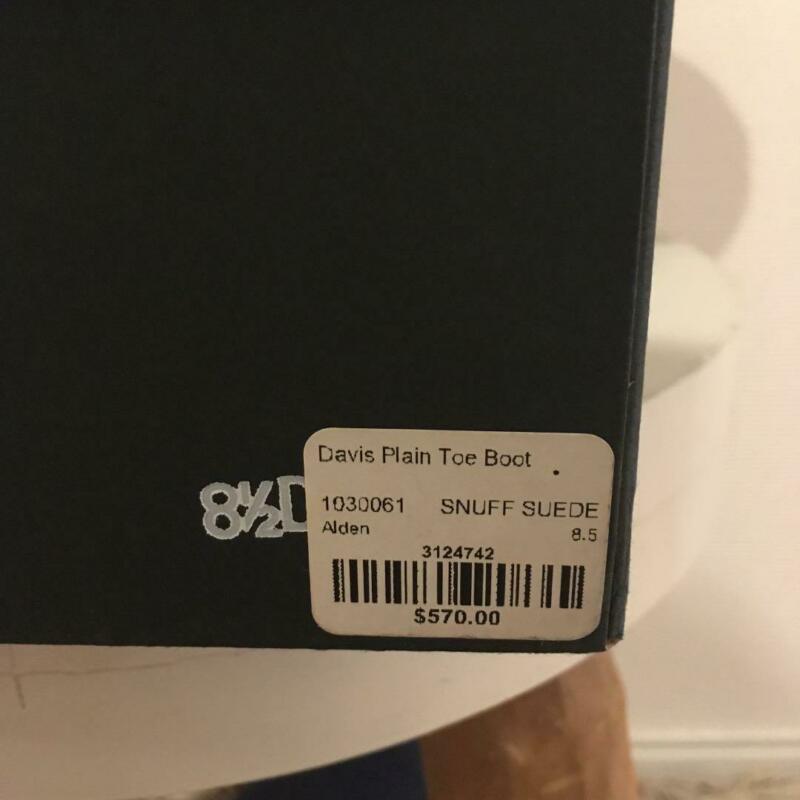 Davis Plain Toe Boot
8½D
1030061 SNUFF SUEDE
Alden 8.5
3124742
$570.00